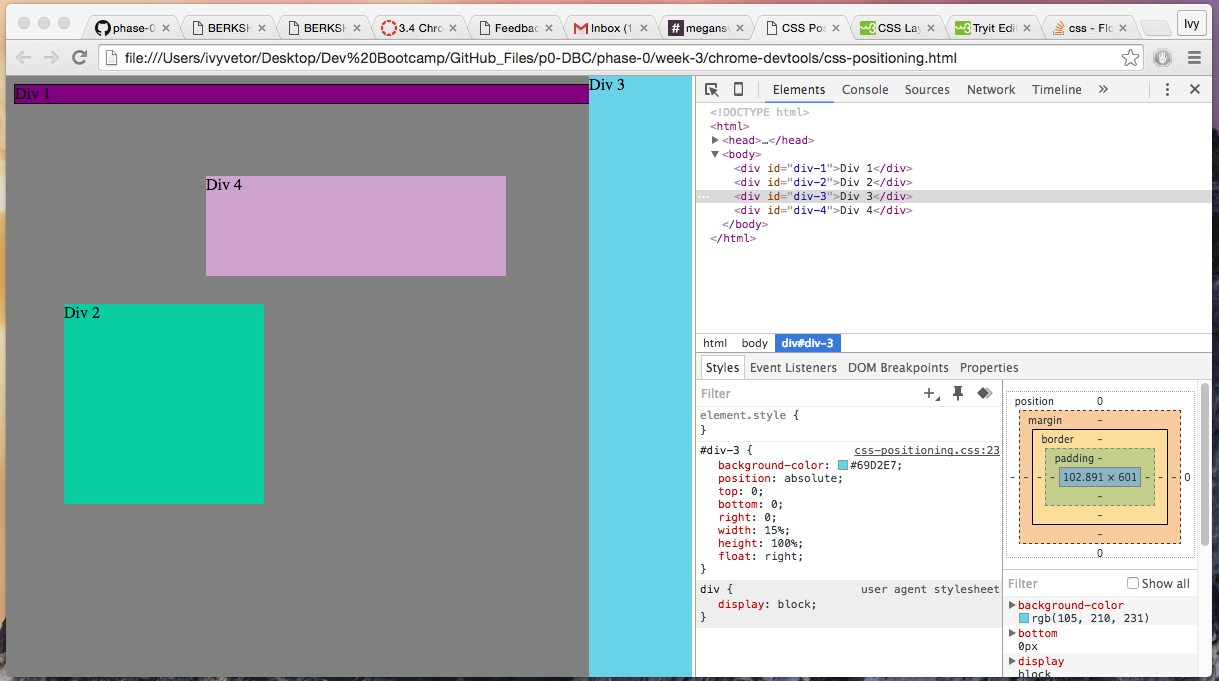 phase-0 BERKSH BERKSH 3.4 Chro Feedbac Inbox (1 megansw CSS Pos CSS Lay Tryit Edit css - Flo Ivy
file:///Users/ivyvetor/Desktop/Dev%20Bootcamp/GitHub_Files/p0-DBC/phase-0/week-3/chrome-devtools/css-positioning.html
Div 1
Div 3
Div 4
Div 2
Elements Console Sources Network Timeline »
<!DOCTYPE html>
<html>
<head>…</head>
<body>
<div id="div-1">Div 1</div>
<div id="div-2">Div 2</div>
... <div id="div-3">Div 3</div>
<div id="div-4">Div 4</div>
</body>
</html>
html body div#div-3
Styles Event Listeners DOM Breakpoints Properties
Filter
element.style {
}
#div-3 { css-positioning.css:23
background-color: #69D2E7;
position: absolute;
top: 0;
bottom: 0;
right: 0;
width: 15%;
height: 100%;
float: right;
}
div { user agent stylesheet
display: block;
}
position 0
margin -
border -
padding -
- - - - 102.891 × 601 - - - 0
-
-
-
0
Filter Show all
background-color
rgb(105, 210, 231)
bottom
0px
display
block